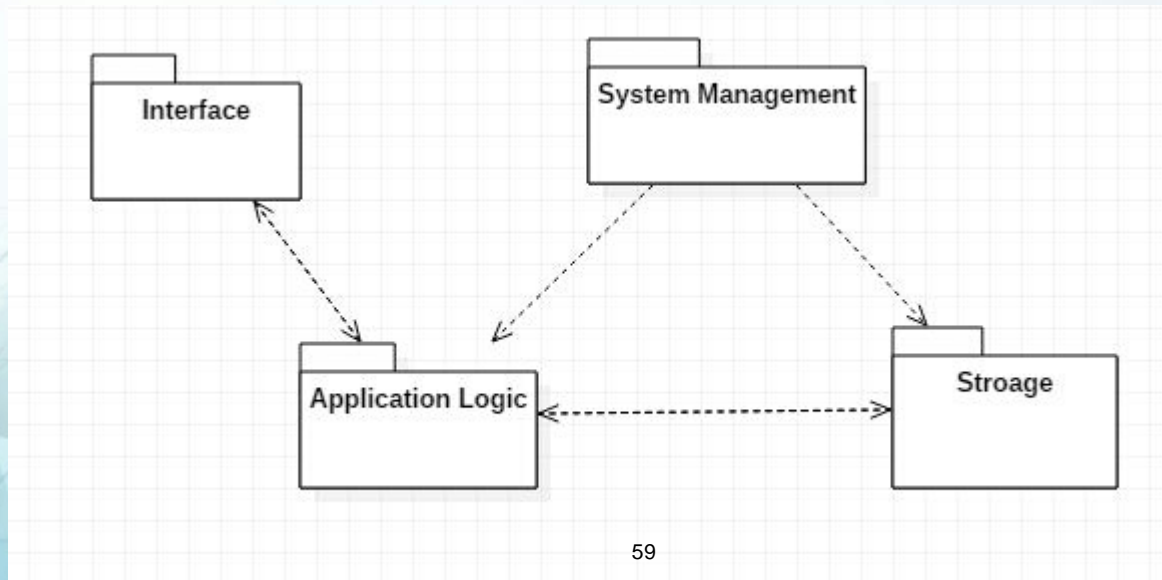 System Management
Interface
Stroage
Application Logic
59